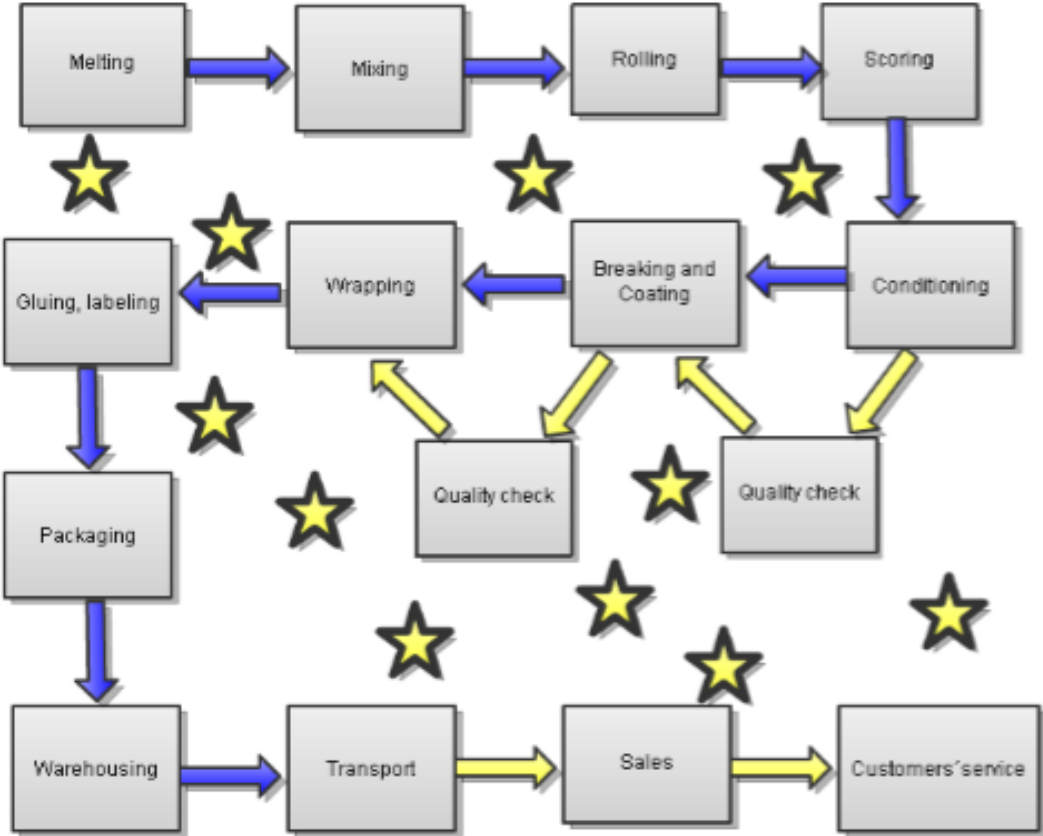 Melting
Mixing
Rolling
Scoring
Gluing, labeling
Wrapping
Breaking and
Coating
Conditioning
Packaging
Quality check
Quality check
Warehousing
Transport
Sales
Customers´service